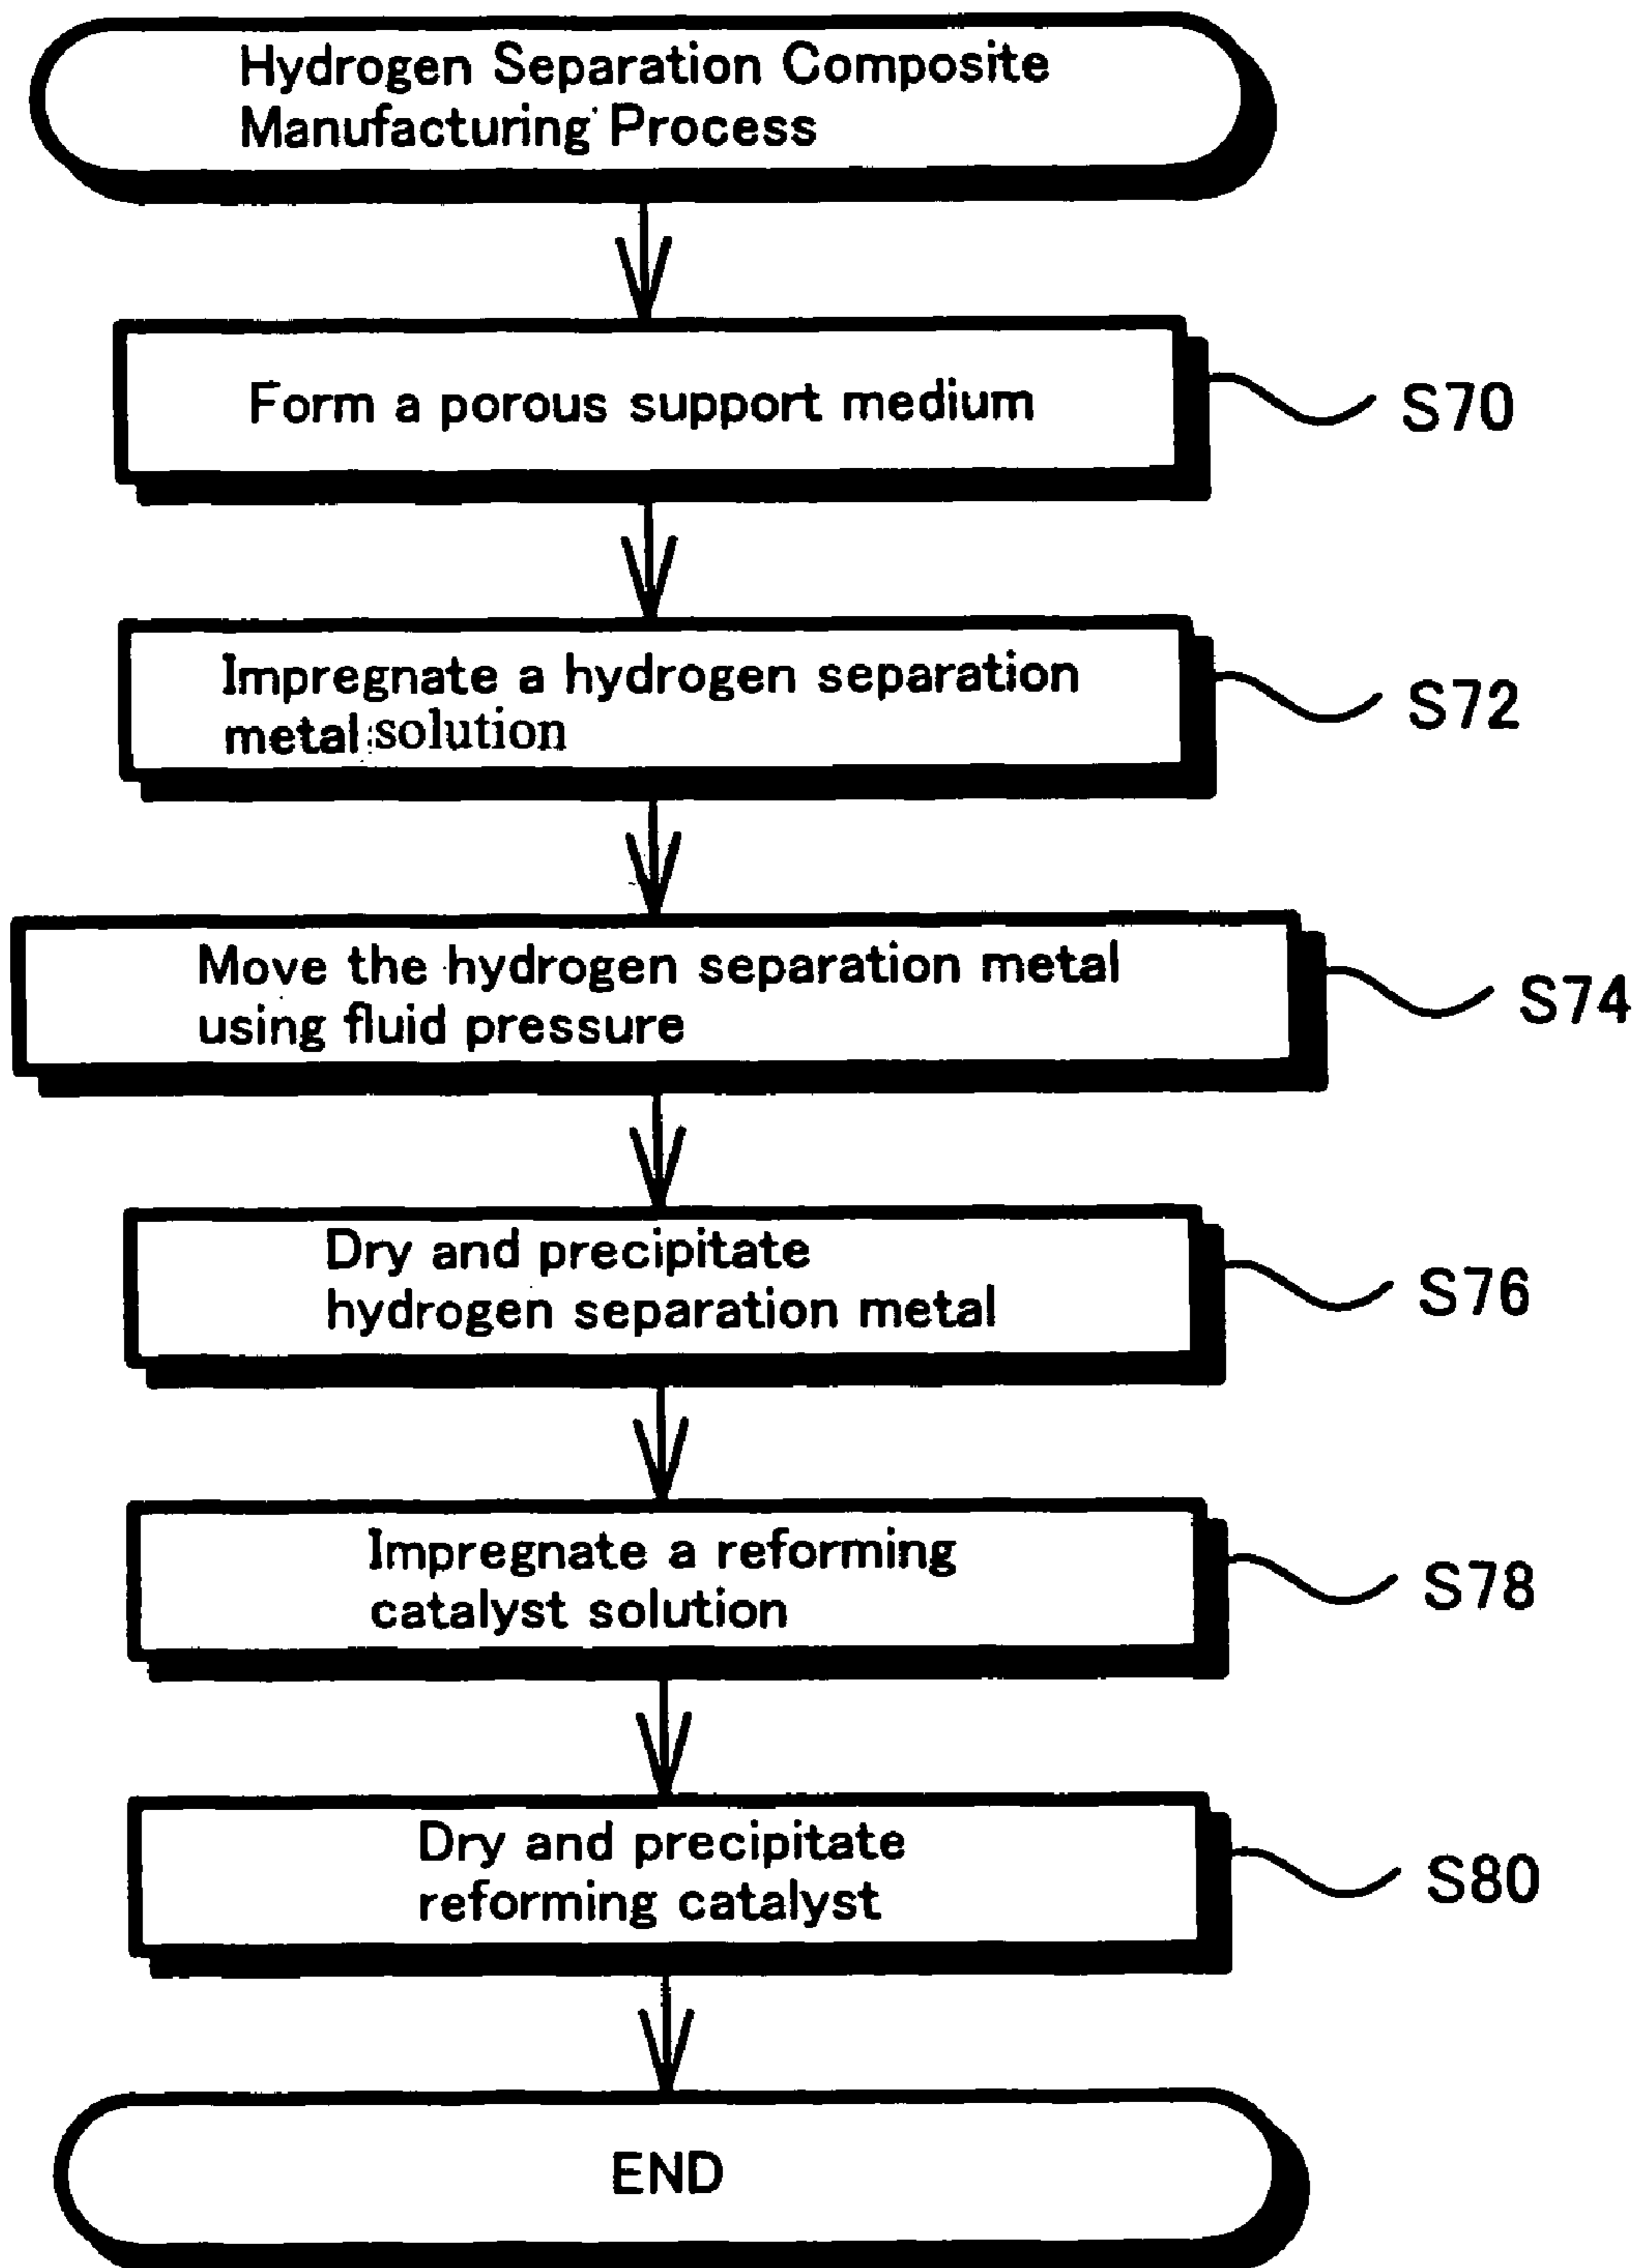 Hydrogen Separation Composite
Manufacturing Process
Form a porous support medium
S70
Impregnate a hydrogen separation
metal solution
S72
Move the hydrogen separation metal
using fluid pressure
S74
Dry and precipitate
hydrogen separation metal
S76
Impregnate a reforming
catalyst solution
S78
Dry and precipitate
reforming catalyst
S80
END